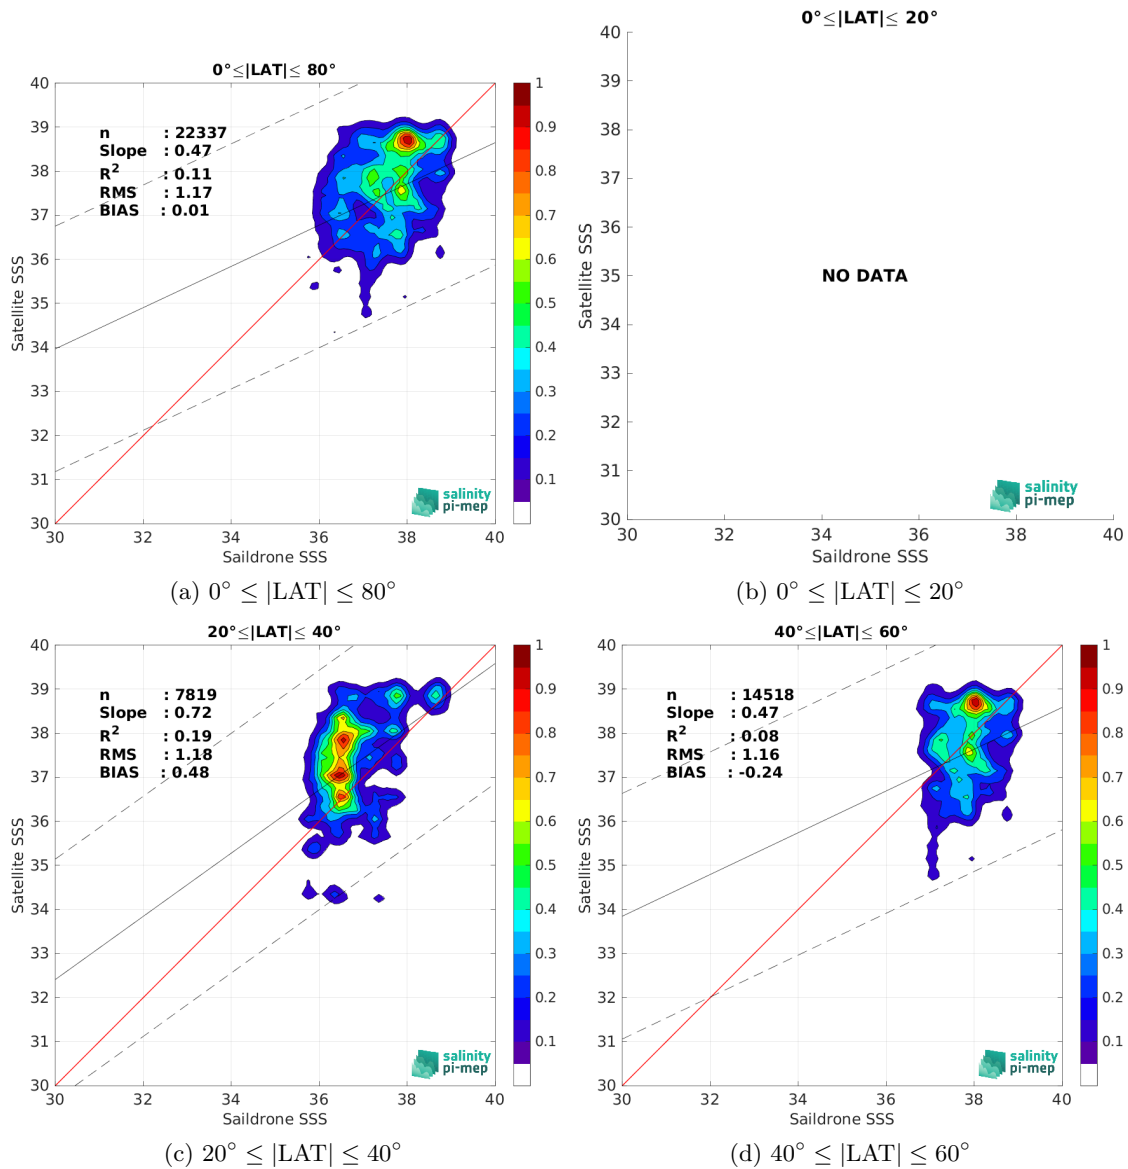 0°≤|LAT|≤ 80°
n : 22337
Slope : 0.47
R² : 0.11
RMS : 1.17
BIAS : 0.01
40
39
38
37
36
35
34
33
32
31
30
Satellite SSS
30 32 34 36 38 40
Saildrone SSS
1
0.9
0.8
0.7
0.6
0.5
0.4
0.3
0.2
0.1
salinity
pi-mep
(a) 0° ≤ |LAT| ≤ 80°
0°≤|LAT|≤ 20°
40
39
38
37
36
35
34
33
32
31
30
Satellite SSS
NO DATA
30 32 34 36 38 40
Saildrone SSS
salinity
pi-mep
(b) 0° ≤ |LAT| ≤ 20°
20°≤|LAT|≤ 40°
n : 7819
Slope : 0.72
R² : 0.19
RMS : 1.18
BIAS : 0.48
40
39
38
37
36
35
34
33
32
31
30
Satellite SSS
30 32 34 36 38 40
Saildrone SSS
1
0.9
0.8
0.7
0.6
0.5
0.4
0.3
0.2
0.1
salinity
pi-mep
(c) 20° ≤ |LAT| ≤ 40°
40°≤|LAT|≤ 60°
n : 14518
Slope : 0.47
R² : 0.08
RMS : 1.16
BIAS : -0.24
40
39
38
37
36
35
34
33
32
31
30
Satellite SSS
30 32 34 36 38 40
Saildrone SSS
1
0.9
0.8
0.7
0.6
0.5
0.4
0.3
0.2
0.1
salinity
pi-mep
(d) 40° ≤ |LAT| ≤ 60°